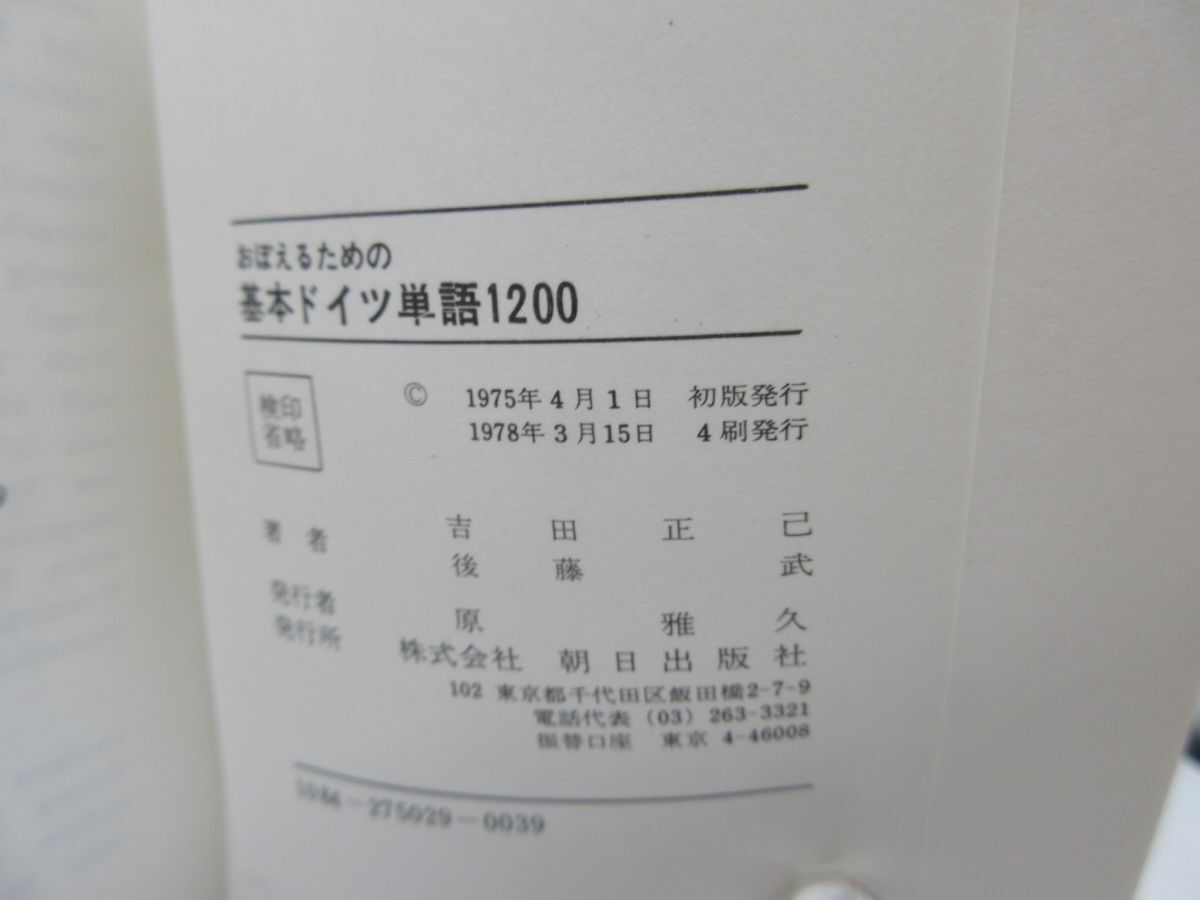 おぼえるための
基本ドイツ単語1200
検印
省略
© 1975年4月1日 初版発行
1978年3月15日 4刷発行
著者 吉田正己
後藤武
発行者 原雅久
発行所 株式会社 朝日出版社
102 東京都千代田区飯田橋2-7-9
電話代表 (03) 263-3321
振替口座 東京 4-46008
-275029-0039